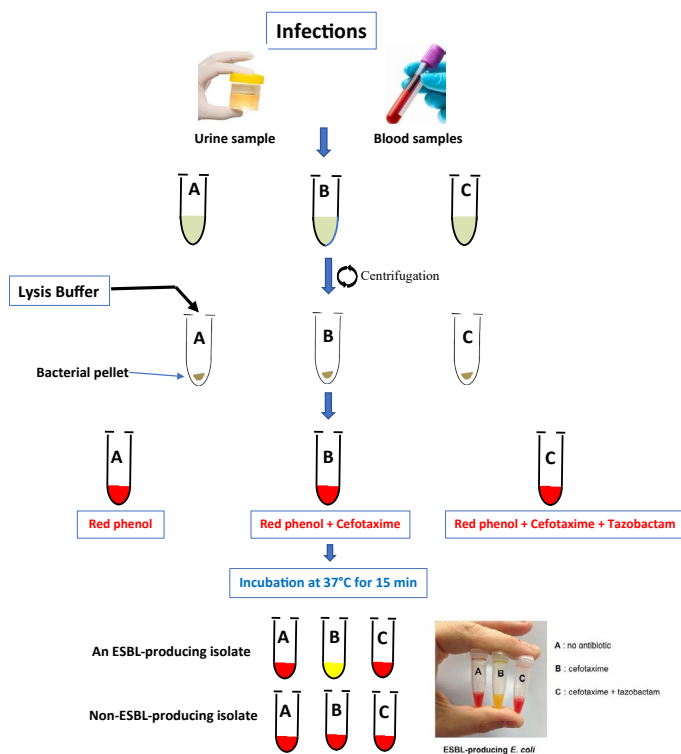 Infections
Urine sample
Blood samples
A
B
C
Centrifugation
Lysis Buffer
A
B
C
Bacterial pellet
A
B
C
Red phenol
Red phenol + Cefotaxime
Red phenol + Cefotaxime + Tazobactam
Incubation at 37°C for 15 min
An ESBL-producing isolate
A
B
C
Non-ESBL-producing isolate
A
B
C
A
B
C
A : no antibiotic
B : cefotaxime
C : cefotaxime + tazobactam
ESBL-producing E. coli